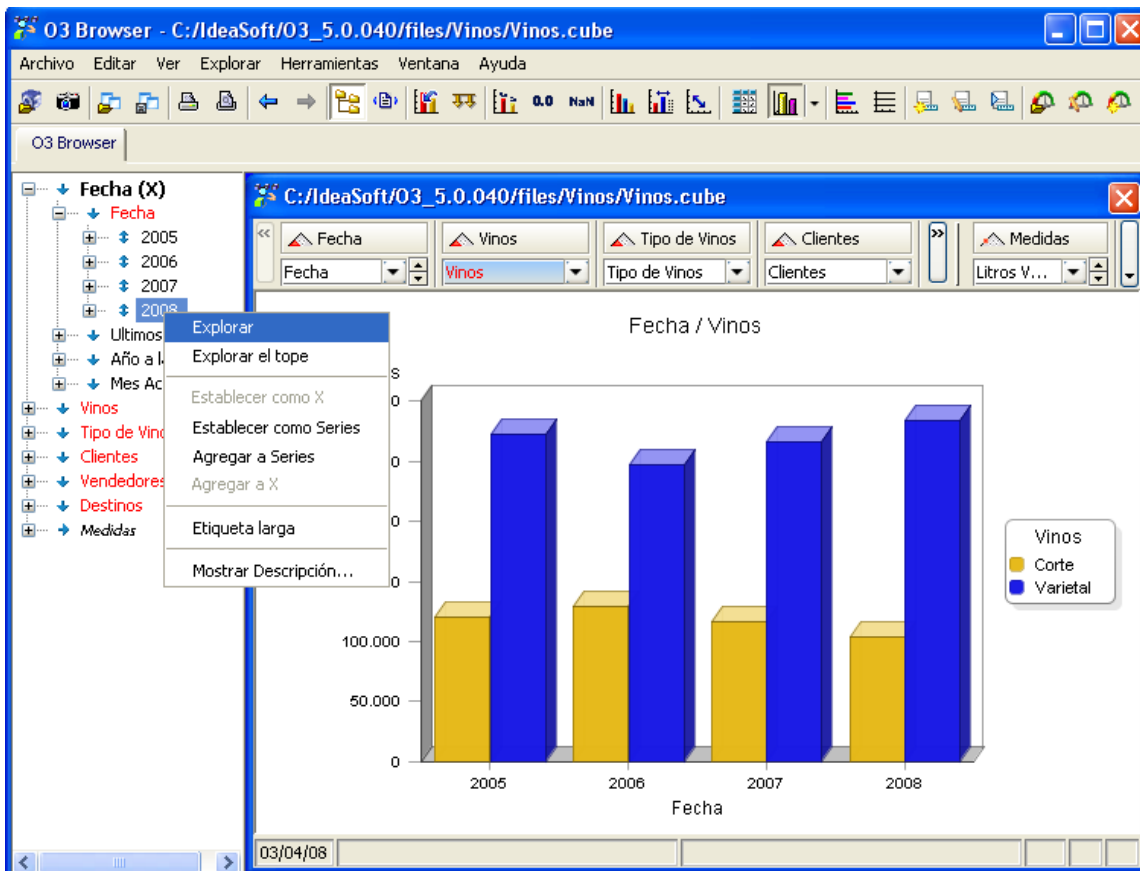 O3 Browser - C:/IdeaSoft/O3_5.0.040/files/Vinos/Vinos.cube
Archivo Editar Ver Explorar Herramientas Ventana Ayuda
0.0 NaN
O3 Browser
Fecha (X)
Fecha
2005
2006
2007
2008
Ultimos
Año a l
Mes Ac
Vinos
Tipo de Vino
Clientes
Vendedores
Destinos
Medidas
Explorar
Explorar el tope
Establecer como X
Establecer como Series
Agregar a Series
Agregar a X
Etiqueta larga
Mostrar Descripción...
C:/IdeaSoft/O3_5.0.040/files/Vinos/Vinos.cube
Fecha Vinos Tipo de Vinos Clientes Medidas
Fecha Vinos Tipo de Vinos Clientes Litros V...
Fecha / Vinos
s
0
0
0
0
100.000
50.000
0
2005 2006 2007 2008
Fecha
Vinos
Corte
Varietal
03/04/08